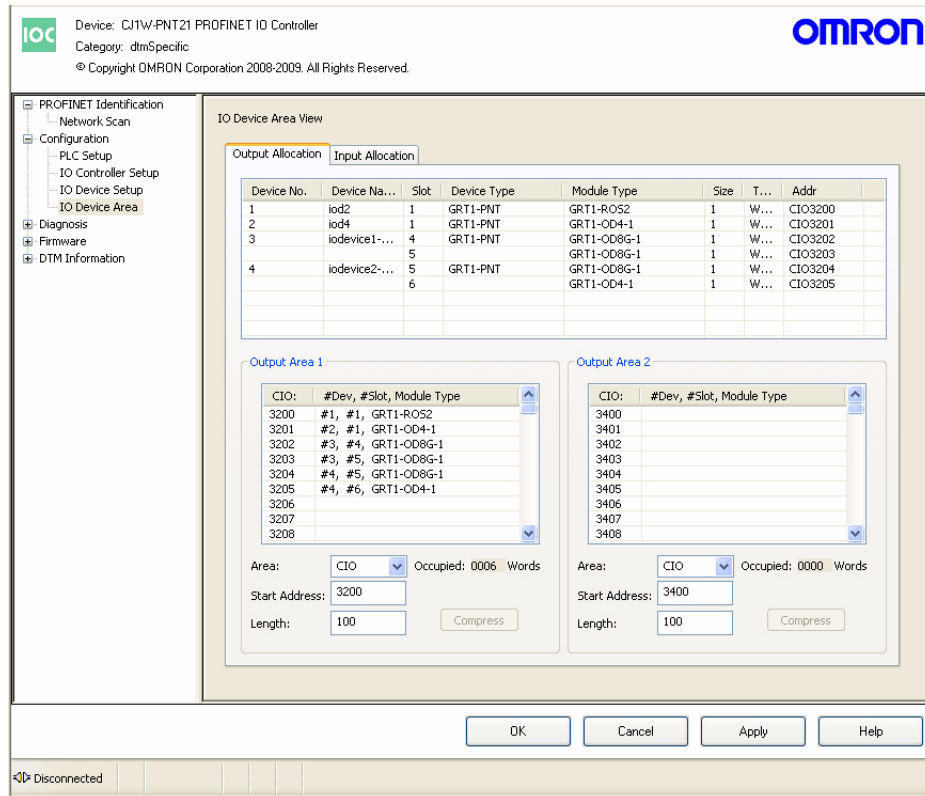 IOC
Device: CJ1W-PNT21 PROFINET IO Controller
Category: dtmSpecific
© Copyright OMRON Corporation 2008-2009. All Rights Reserved.
OMRON
PROFINET Identification
Network Scan
Configuration
PLC Setup
IO Controller Setup
IO Device Setup
IO Device Area
Diagnosis
Firmware
DTM Information
IO Device Area View
Output Allocation Input Allocation
Device No. Device Na... Slot Device Type Module Type Size T... Addr
1 iod2 1 GRT1-PNT GRT1-ROS2 1 W... CIO3200
2 iod4 1 GRT1-PNT GRT1-OD4-1 1 W... CIO3201
3 iodevice1-... 4 GRT1-PNT GRT1-OD8G-1 1 W... CIO3202
5 GRT1-OD8G-1 1 W... CIO3203
4 iodevice2-... 5 GRT1-PNT GRT1-OD8G-1 1 W... CIO3204
6 GRT1-OD4-1 1 W... CIO3205
Output Area 1
CIO: #Dev, #Slot, Module Type
3200 #1, #1, GRT1-ROS2
3201 #2, #1, GRT1-OD4-1
3202 #3, #4, GRT1-OD8G-1
3203 #3, #5, GRT1-OD8G-1
3204 #4, #5, GRT1-OD8G-1
3205 #4, #6, GRT1-OD4-1
3206
3207
3208
Area: CIO Occupied: 0006 Words
Start Address: 3200
Length: 100 Compress
Output Area 2
CIO: #Dev, #Slot, Module Type
3400
3401
3402
3403
3404
3405
3406
3407
3408
Area: CIO Occupied: 0000 Words
Start Address: 3400
Length: 100 Compress
OK Cancel Apply Help
Disconnected